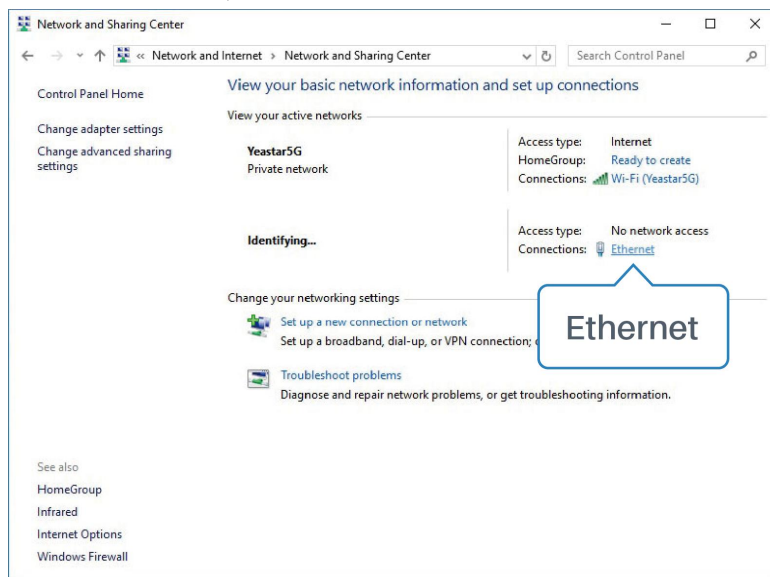 Network and Sharing Center
« Network and Internet › Network and Sharing Center
Search Control Panel
Control Panel Home
Change adapter settings
Change advanced sharing
settings
See also
HomeGroup
Infrared
Internet Options
Windows Firewall
View your basic network information and set up connections
View your active networks
Yeastar5G
Private network
Access type: Internet
HomeGroup: Ready to create
Connections: Wi-Fi (Yeastar5G)
Identifying...
Access type: No network access
Connections: Ethernet
Ethernet
Change your networking settings
Set up a new connection or network
Set up a broadband, dial-up, or VPN connection;
Troubleshoot problems
Diagnose and repair network problems, or get troubleshooting information.